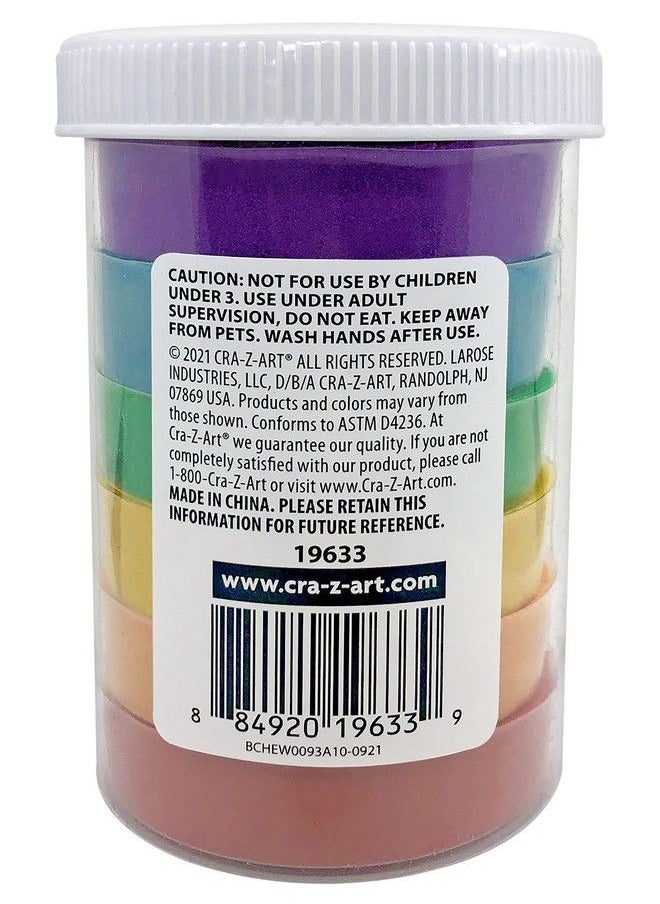 CAUTION: NOT FOR USE BY CHILDREN
UNDER 3. USE UNDER ADULT
SUPERVISION, DO NOT EAT. KEEP AWAY
FROM PETS. WASH HANDS AFTER USE.
© 2021 CRA-Z-ART® ALL RIGHTS RESERVED. LAROSE
INDUSTRIES, LLC, D/B/A CRA-Z-ART, RANDOLPH, NJ
07869 USA. Products and colors may vary from
those shown. Conforms to ASTM D4236. At
Cra-Z-Art® we guarantee our quality. If you are not
completely satisfied with our product, please call
1-800-Cra-Z-Art or visit www.Cra-Z-Art.com.
MADE IN CHINA. PLEASE RETAIN THIS
INFORMATION FOR FUTURE REFERENCE.
19633
www.cra-z-art.com
8 84920 19633 9
BCHEW0093A10-0921